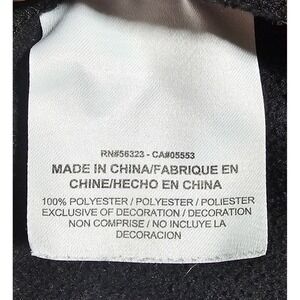 RN#56323 - CA#05553
MADE IN CHINA/FABRIQUE EN
CHINE/HECHO EN CHINA
100% POLYESTER / POLYESTER / POLIESTER
EXCLUSIVE OF DECORATION / DECORATION
NON COMPRISE / NO INCLUYE LA
DECORACION